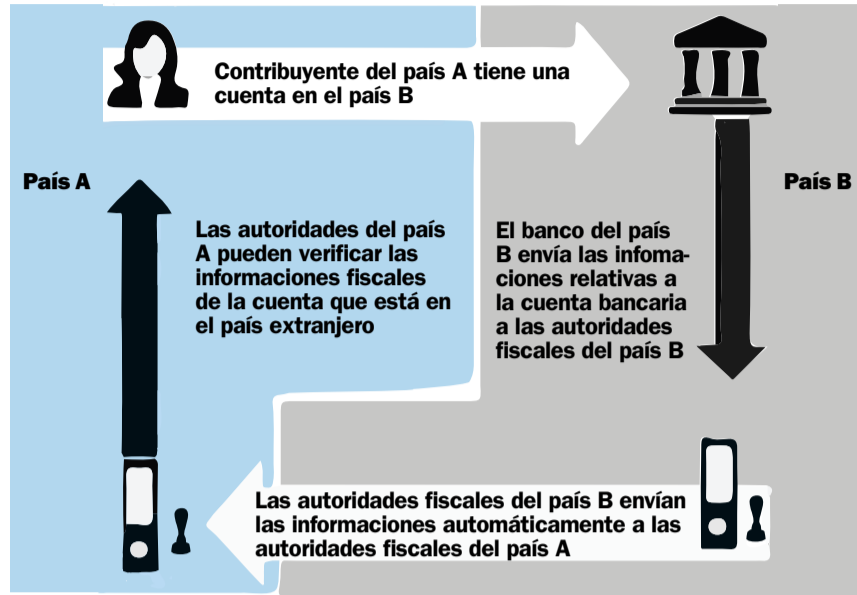 Contribuyente del país A tiene una
cuenta en el país B
País A
País B
Las autoridades del país
A pueden verificar las
informaciones fiscales
de la cuenta que está en
el país extranjero
El banco del país
B envía las infoma-
ciones relativas a
la cuenta bancaria
a las autoridades
fiscales del país B
Las autoridades fiscales del país B envían
las informaciones automáticamente a las
autoridades fiscales del país A